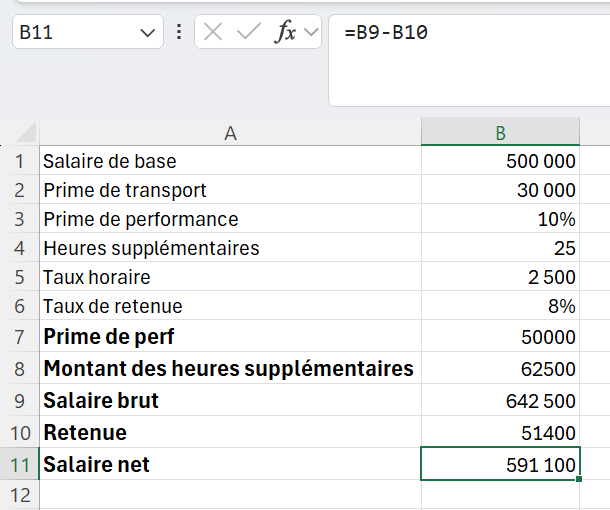 B11 fx =B9-B10
A B
1 Salaire de base 500 000
2 Prime de transport 30 000
3 Prime de performance 10%
4 Heures supplémentaires 25
5 Taux horaire 2 500
6 Taux de retenue 8%
7 Prime de perf 50000
8 Montant des heures supplémentaires 62500
9 Salaire brut 642 500
10 Retenue 51400
11 Salaire net 591 100
12